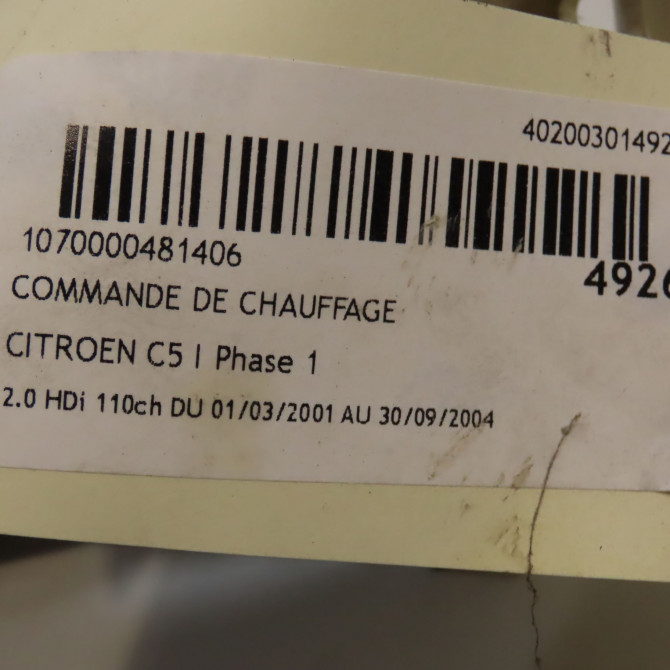 40200301492
1070000481406
4926
COMMANDE DE CHAUFFAGE
CITROEN C5 I Phase 1
2.0 HDi 110ch DU 01/03/2001 AU 30/09/2004